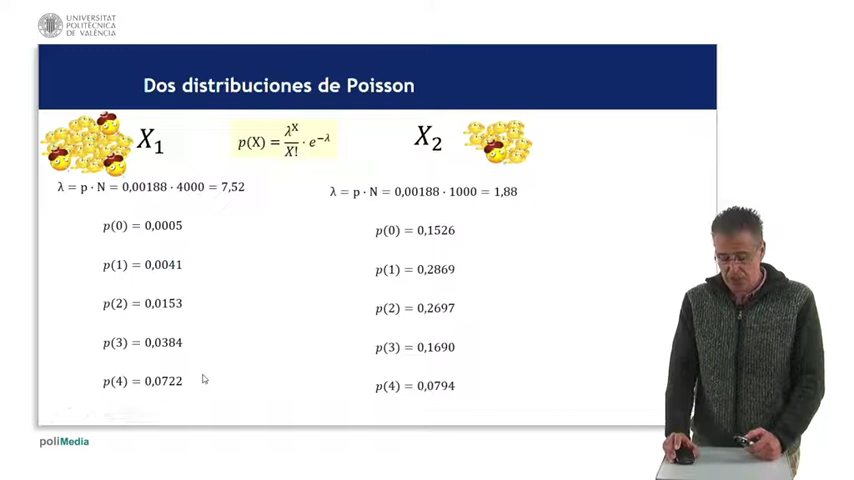 UNIVERSITAT
POLITÈCNICA
DE VALÈNCIA
Dos distribuciones de Poisson
X₁
p(X) = λ^X / X! · e^−λ
X₂
λ = p · N = 0,00188 · 4000 = 7,52
p(0) = 0,0005
p(1) = 0,0041
p(2) = 0,0153
p(3) = 0,0384
p(4) = 0,0722
λ = p · N = 0,00188 · 1000 = 1,88
p(0) = 0,1526
p(1) = 0,2869
p(2) = 0,2697
p(3) = 0,1690
p(4) = 0,0794
poliMedia